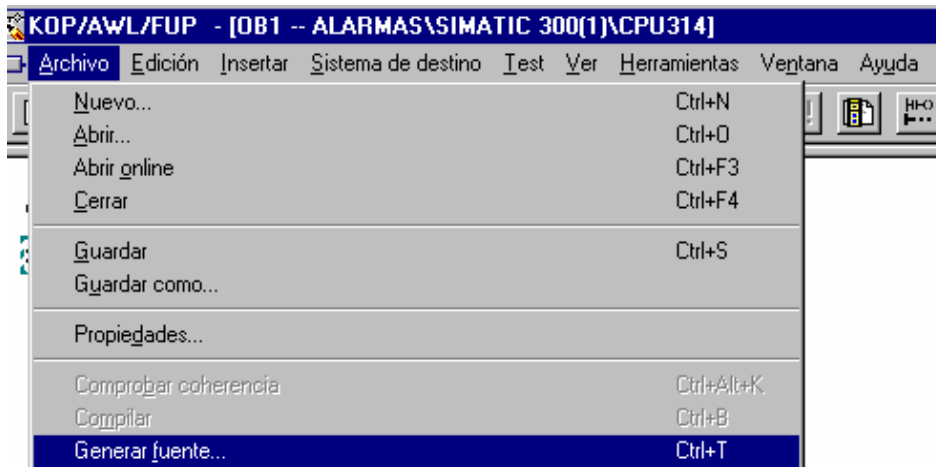 KOP/AWL/FUP - [OB1 -- ALARMAS\SIMATIC 300(1)\CPU314]
Archivo Edición Insertar Sistema de destino Test Ver Herramientas Ventana Ayuda
Nuevo... Ctrl+N
Abrir... Ctrl+O
Abrir online Ctrl+F3
Cerrar Ctrl+F4
Guardar Ctrl+S
Guardar como...
Propiedades...
Comprobar coherencia Ctrl+Alt+K
Compilar Ctrl+B
Generar fuente... Ctrl+T